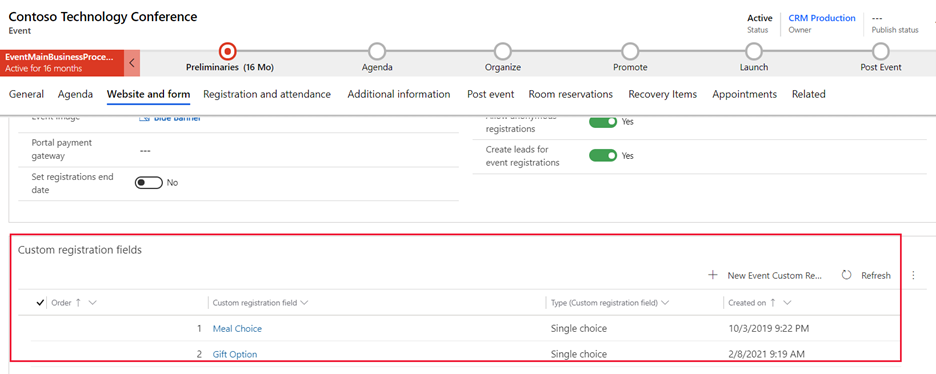 Contoso Technology Conference
Event
Active
Status
CRM Production
Owner
---
Publish status
EventMainBusinessProce...
Active for 16 months
Preliminaries (16 Mo)
Agenda
Organize
Promote
Launch
Post Event
General Agenda Website and form Registration and attendance Additional information Post event Room reservations Recovery Items Appointments Related
Event image
blue banner
Portal payment
gateway
---
Set registrations end
date
No
Allow anonymous
registrations
Yes
Create leads for
event registrations
Yes
Custom registration fields
New Event Custom Re... Refresh
Order Custom registration field Type (Custom registration field) Created on
1 Meal Choice Single choice 10/3/2019 9:22 PM
2 Gift Option Single choice 2/8/2021 9:19 AM